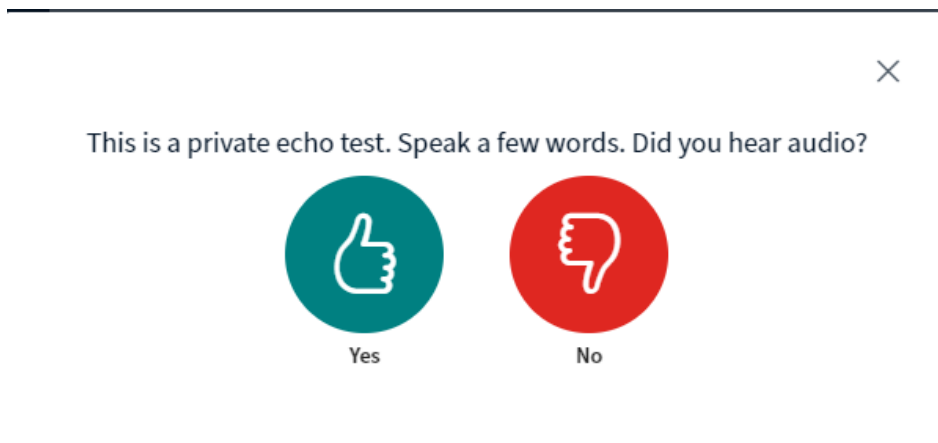 This is a private echo test. Speak a few words. Did you hear audio?
Yes
No